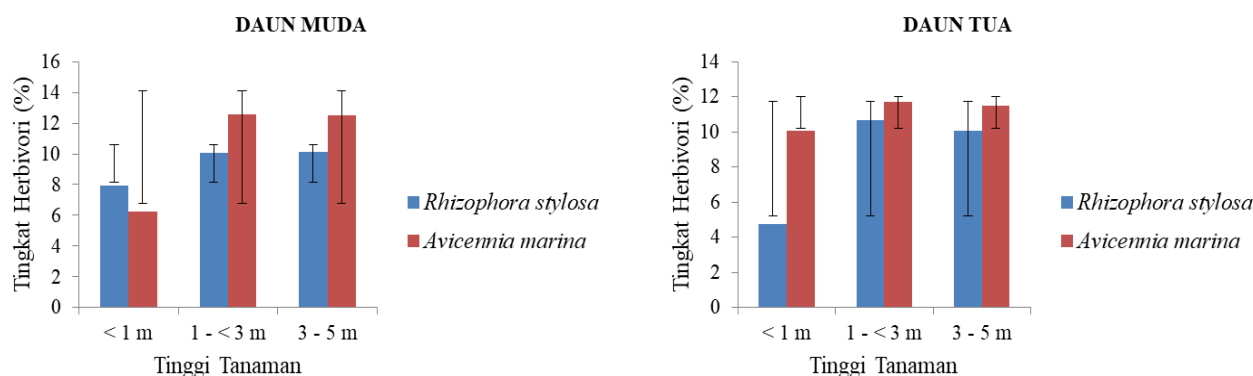 DAUN MUDA
Tingkat Herbivori (%)
16
14
12
10
8
6
4
2
0
< 1 m
1 - < 3 m
3 - 5 m
Tinggi Tanaman
Rhizophora stylosa
Avicennia marina
DAUN TUA
Tingkat Herbivori (%)
14
12
10
8
6
4
2
0
< 1 m
1 - < 3 m
3 - 5 m
Tinggi Tanaman
Rhizophora stylosa
Avicennia marina